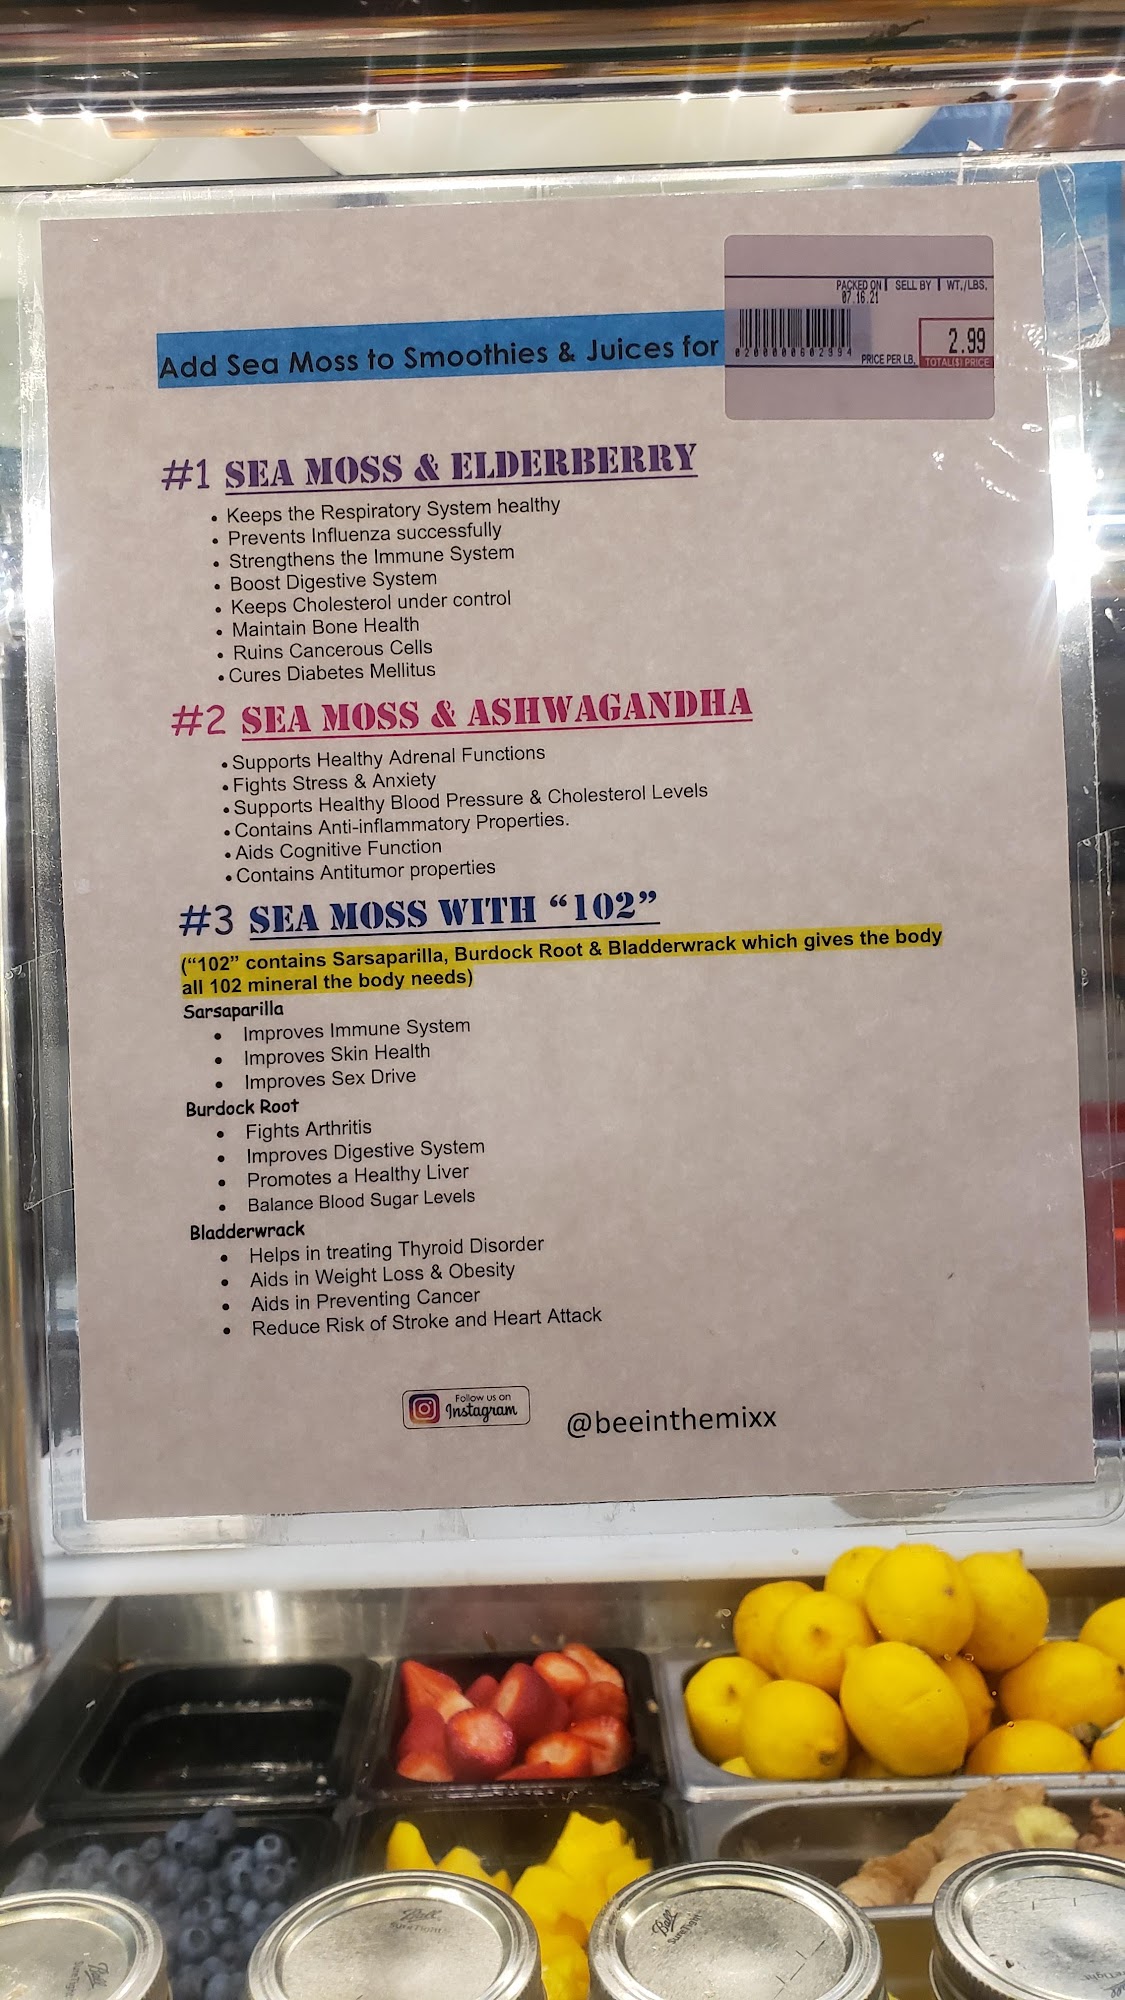 PACKED ON SELL BY WT./LBS.
07.16.21
2.99
0200000602994
PRICE PER LB. TOTAL($) PRICE
Add Sea Moss to Smoothies & Juices for
#1 SEA MOSS & ELDERBERRY
• Keeps the Respiratory System healthy
• Prevents Influenza successfully
• Strengthens the Immune System
• Boost Digestive System
• Keeps Cholesterol under control
• Maintain Bone Health
• Ruins Cancerous Cells
• Cures Diabetes Mellitus
#2 SEA MOSS & ASHWAGANDHA
• Supports Healthy Adrenal Functions
• Fights Stress & Anxiety
• Supports Healthy Blood Pressure & Cholesterol Levels
• Contains Anti-inflammatory Properties.
• Aids Cognitive Function
• Contains Antitumor properties
#3 SEA MOSS WITH “102”
(“102” contains Sarsaparilla, Burdock Root & Bladderwrack which gives the body
all 102 mineral the body needs)
Sarsaparilla
• Improves Immune System
• Improves Skin Health
• Improves Sex Drive
Burdock Root
• Fights Arthritis
• Improves Digestive System
• Promotes a Healthy Liver
• Balance Blood Sugar Levels
Bladderwrack
• Helps in treating Thyroid Disorder
• Aids in Weight Loss & Obesity
• Aids in Preventing Cancer
• Reduce Risk of Stroke and Heart Attack
Follow us on
Instagram
@beeinthemixx
Ball
SureTight
Ball
SureTight